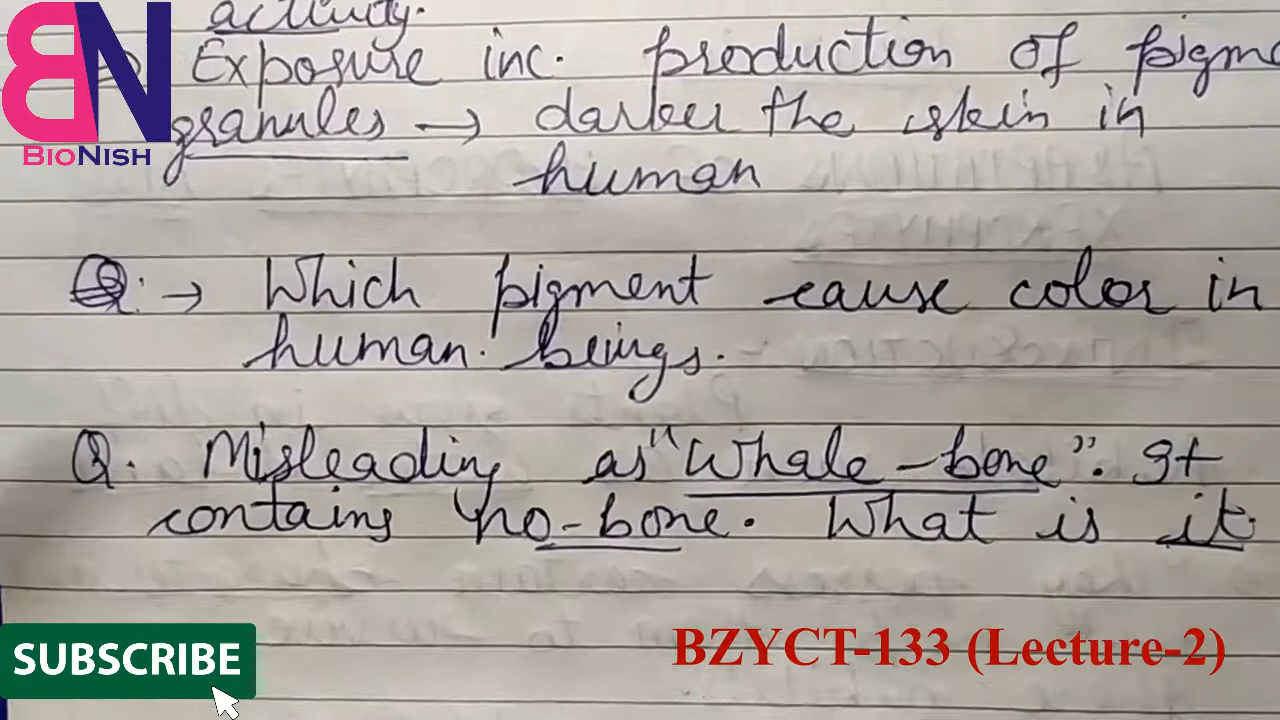 activity.
Exposure inc. production of pigme
granules → darker the skin in
human
Q. → Which pigment cause color in
human. beings.
Q. Misleading as "Whale-bone". It
contains no-bone. What is it.
BN
BIONISH
SUBSCRIBE
BZYCT-133 (Lecture-2)